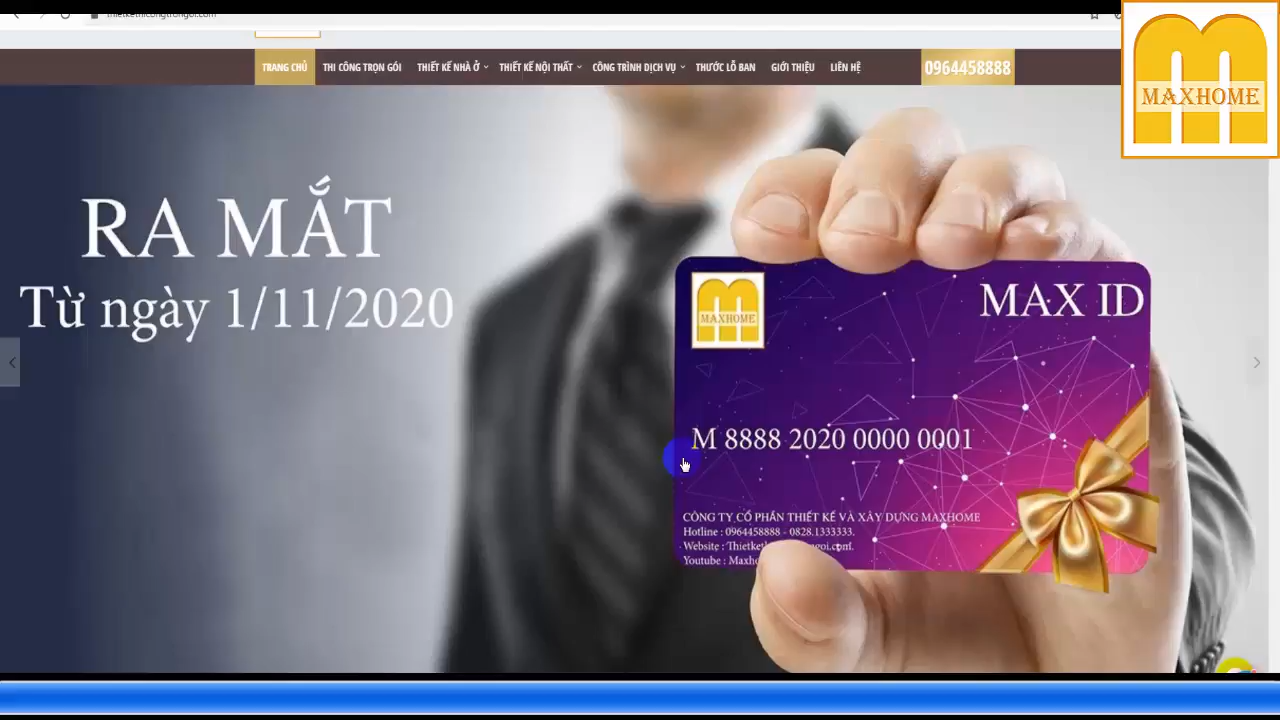 thietkethicongtrongoi.com
TRANG CHỦ THI CÔNG TRỌN GÓI THIẾT KẾ NHÀ Ở THIẾT KẾ NỘI THẤT CÔNG TRÌNH DỊCH VỤ THƯỚC LỖ BAN GIỚI THIỆU LIÊN HỆ 0964458888
MAXHOME
RA MẮT
Từ ngày 1/11/2020
MAXHOME
MAX ID
M 8888 2020 0000 0001
CÔNG TY CỔ PHẦN THIẾT KẾ VÀ XÂY DỰNG MAXHOME
Hotline : 0964458888 - 0828.1333333.
Website :
Youtube :